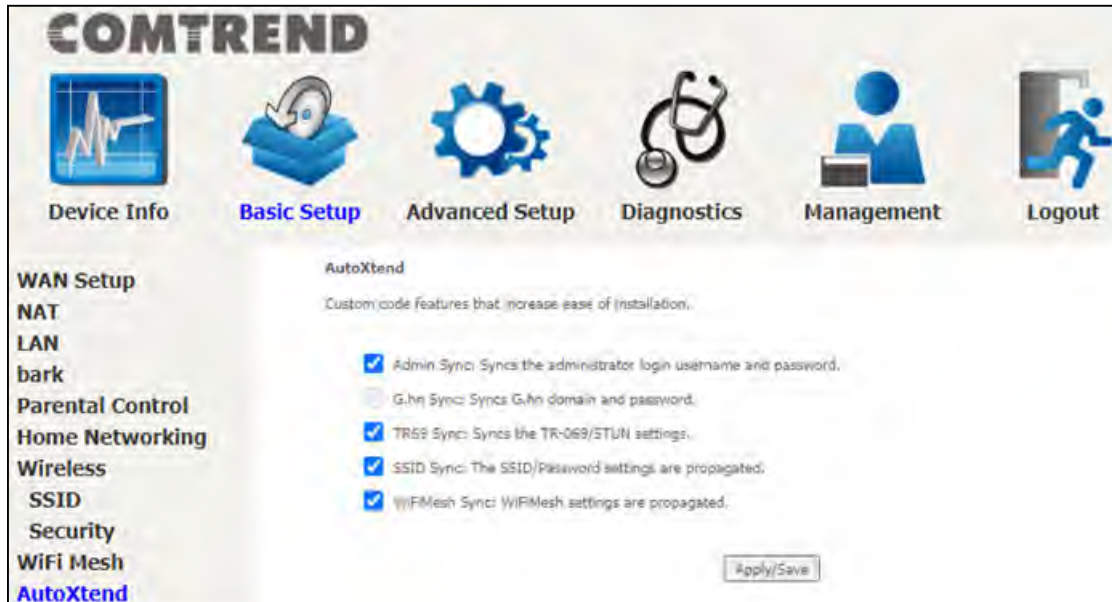 COMTREND
Device Info
Basic Setup
Advanced Setup
Diagnostics
Management
Logout
WAN Setup
NAT
LAN
bark
Parental Control
Home Networking
Wireless
SSID
Security
WiFi Mesh
AutoXtend
AutoXtend
Custom code features that increase ease of installation.
Admin Sync: Syncs the administrator login username and password.
G.hn Sync: Syncs G.hn domain and password.
TR69 Sync: Syncs the TR-069/STUN settings.
SSID Sync: The SSID/Password settings are propagated.
WiFiMesh Sync: WiFiMesh settings are propagated.
Apply/Save